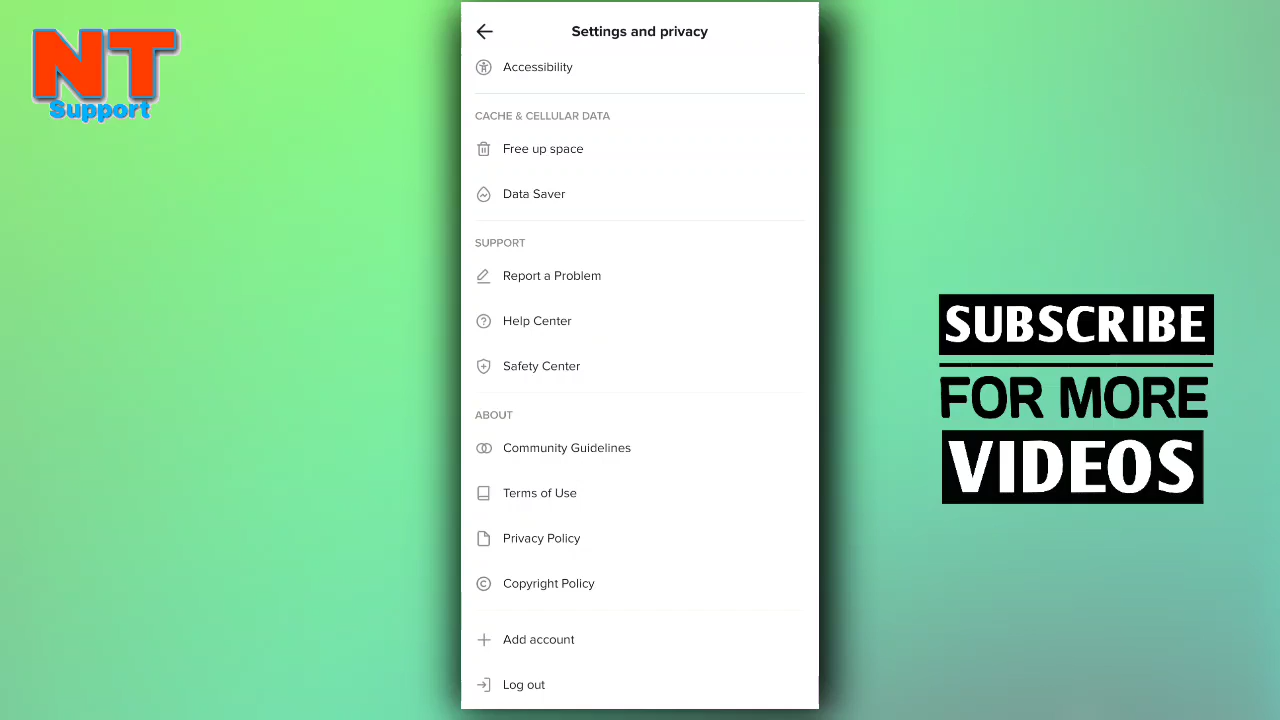 NT
Support
Settings and privacy
Accessibility
CACHE & CELLULAR DATA
Free up space
Data Saver
SUPPORT
Report a Problem
Help Center
Safety Center
ABOUT
Community Guidelines
Terms of Use
Privacy Policy
Copyright Policy
Add account
Log out
SUBSCRIBE
FOR MORE
VIDEOS